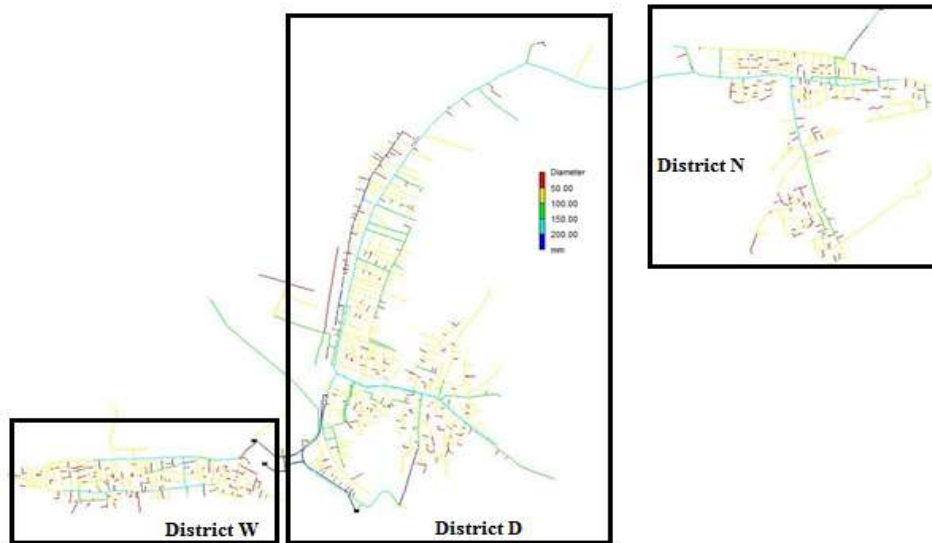 Diameter
50.00
100.00
150.00
200.00
mm
District N
District W
District D